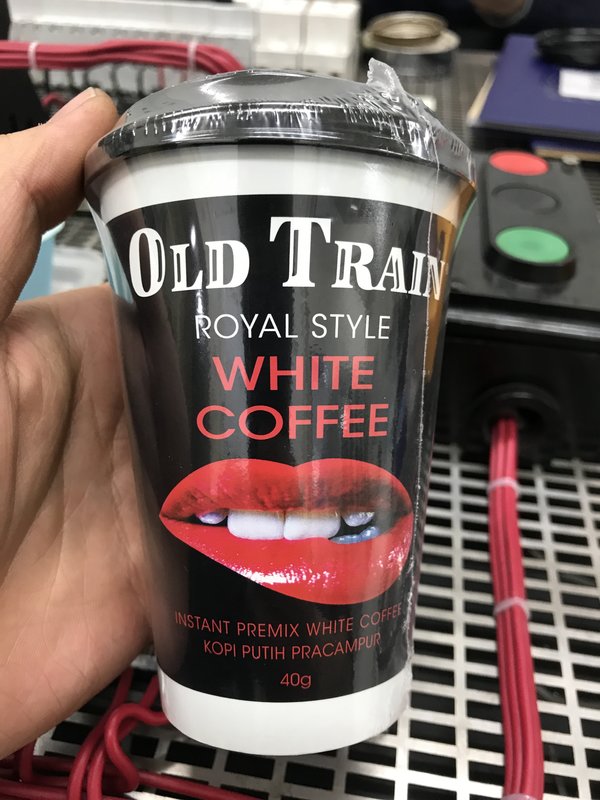 OLD TRAIN
ROYAL STYLE
WHITE
COFFEE
INSTANT PREMIX WHITE COFFEE
KOPI PUTIH PRACAMPUR
40g